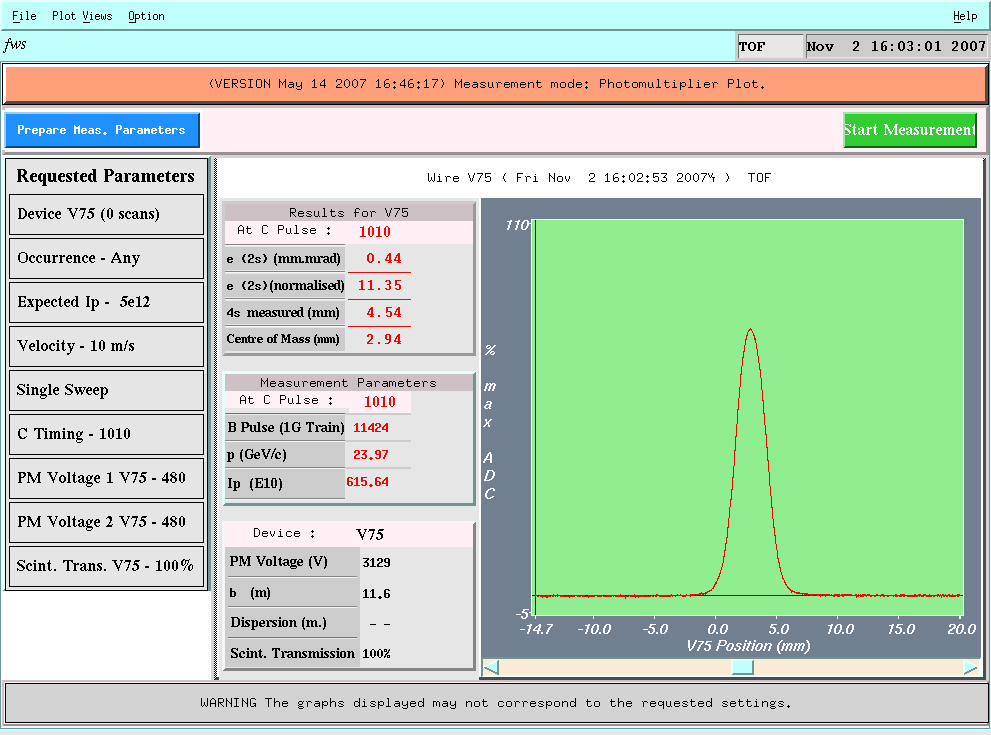 File Plot Views Option Help
fws TOF Nov 2 16:03:01 2007
(VERSION May 14 2007 16:46:17) Measurement mode: Photomultiplier Plot.
Prepare Meas. Parameters Start Measurement
Requested Parameters
Device V75 (0 scans)
Occurrence - Any
Expected Ip - 5e12
Velocity - 10 m/s
Single Sweep
C Timing - 1010
PM Voltage 1 V75 - 480
PM Voltage 2 V75 - 480
Scint. Trans. V75 - 100%
Wire V75 ( Fri Nov 2 16:02:53 2007¼ ) TOF
Results for V75
At C Pulse : 1010
e (2s) (mm.mrad) 0.44
e (2s)(normalised) 11.35
4s measured (mm) 4.54
Centre of Mass (mm) 2.94
Measurement Parameters
At C Pulse : 1010
B Pulse (1G Train) 11424
p (GeV/c) 23.97
Ip (E10) 615.64
Device : V75
PM Voltage (V) 3129
b (m) 11.6
Dispersion (m.) - -
Scint. Transmission 100%
110
% max ADC
-5
-14.7 -10.0 -5.0 0.0 5.0 10.0 15.0 20.0
V75 Position (mm)
WARNING The graphs displayed may not correspond to the requested settings.